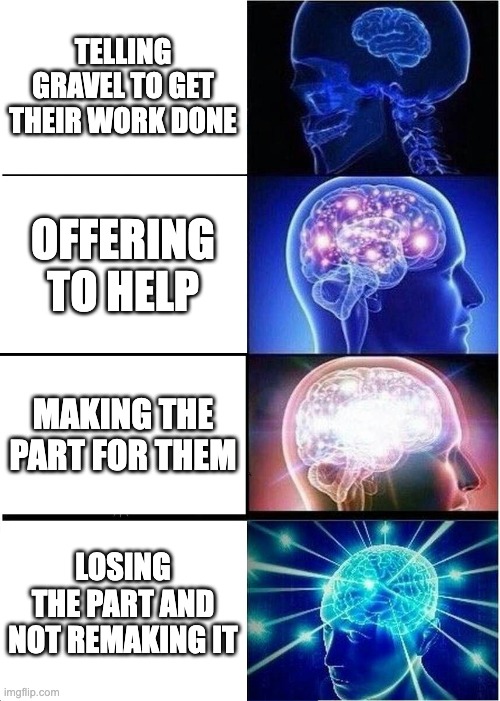 TELLING
GRAVEL TO GET
THEIR WORK DONE
OFFERING
TO HELP
MAKING THE
PART FOR THEM
LOSING
THE PART AND
NOT REMAKING IT
imgflip.com